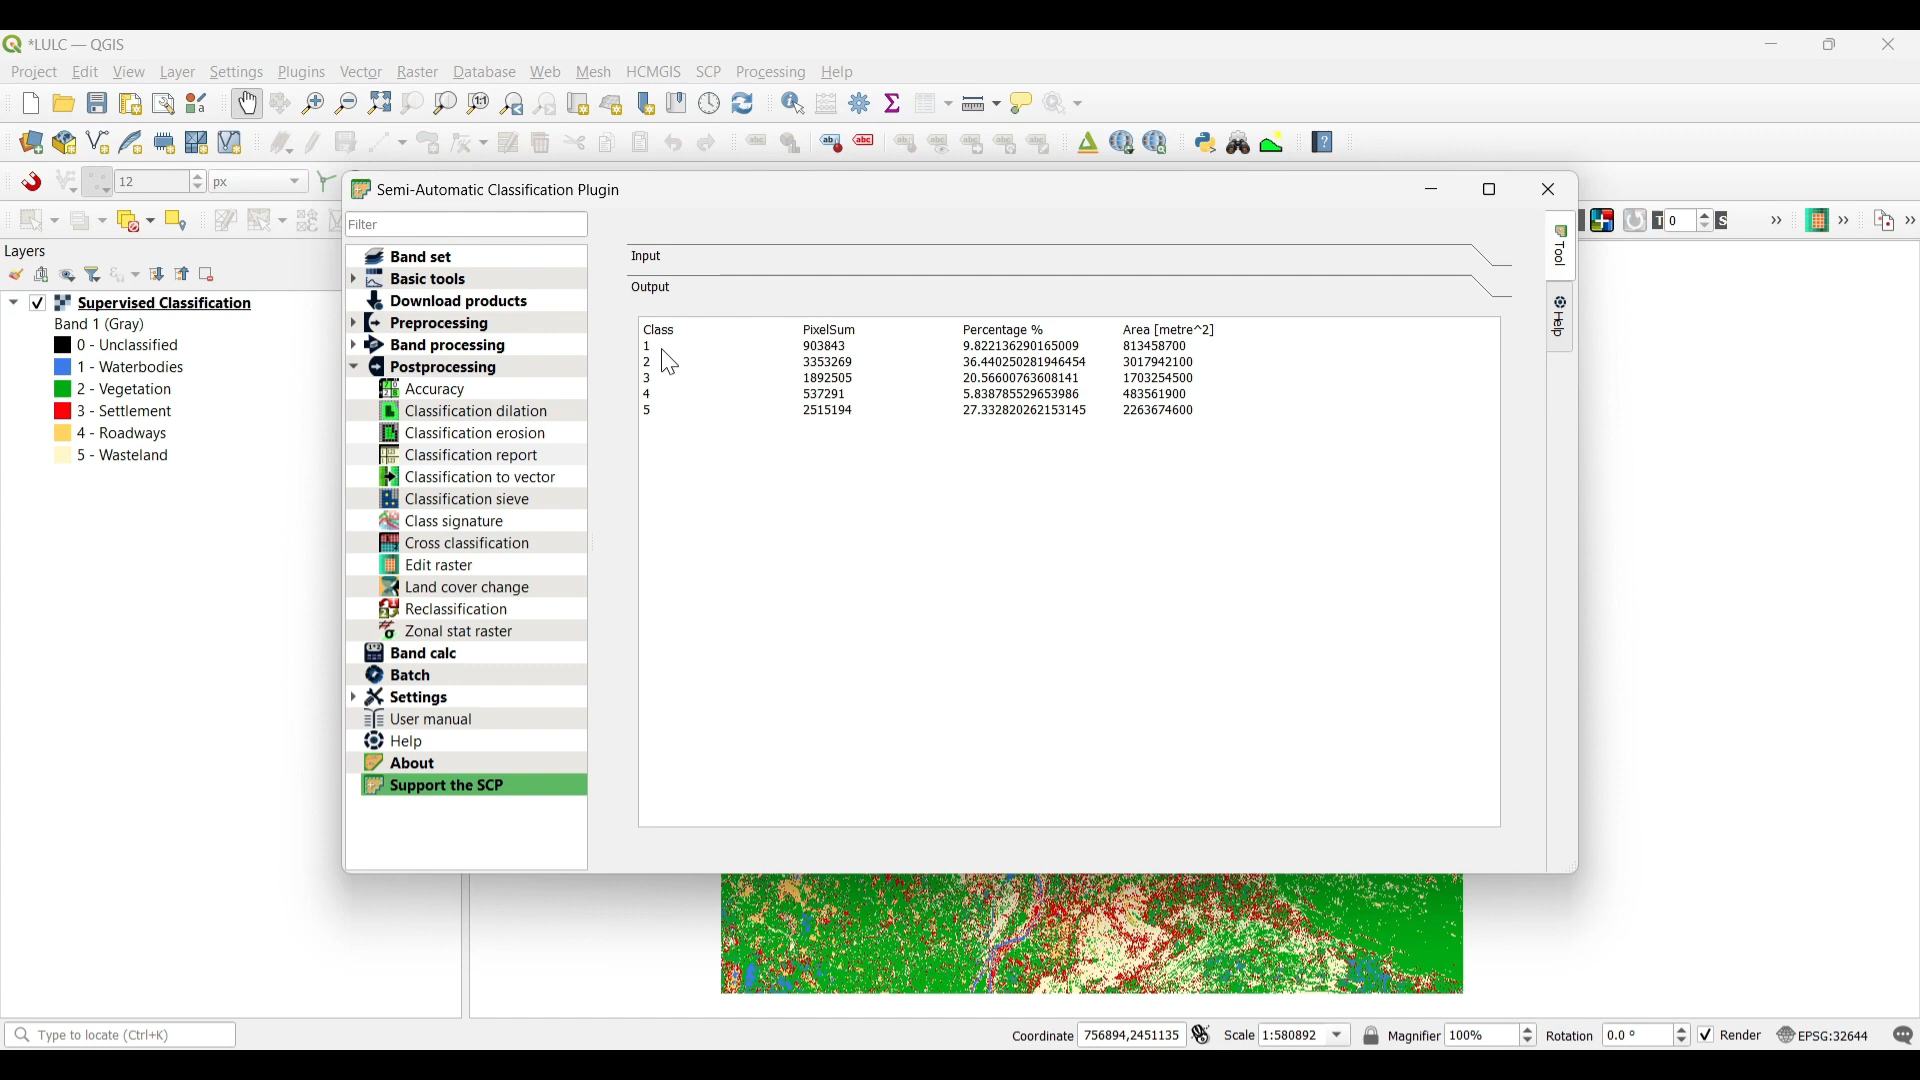 *LULC — QGIS
Project Edit View Layer Settings Plugins Vector Raster Database Web Mesh HCMGIS SCP Processing Help
12 px
Semi-Automatic Classification Plugin
T 0 S
Filter
Layers
Supervised Classification
Band 1 (Gray)
0 - Unclassified
1 - Waterbodies
2 - Vegetation
3 - Settlement
4 - Roadways
5 - Wasteland
Band set
Basic tools
Download products
Preprocessing
Band processing
Postprocessing
Accuracy
Classification dilation
Classification erosion
Classification report
Classification to vector
Classification sieve
Class signature
Cross classification
Edit raster
Land cover change
Reclassification
Zonal stat raster
Band calc
Batch
Settings
User manual
Help
About
Support the SCP
Input
Output
Class PixelSum Percentage % Area [metre^2]
1 903843 9.822136290165009 813458700
2 3353269 36.440250281946454 3017942100
3 1892505 20.56600763608141 1703254500
4 537291 5.838785529653986 483561900
5 2515194 27.332820262153145 2263674600
Tool
Help
Type to locate (Ctrl+K)
Coordinate 756894,2451135 Scale 1:580892 Magnifier 100% Rotation 0.0 ° Render EPSG:32644